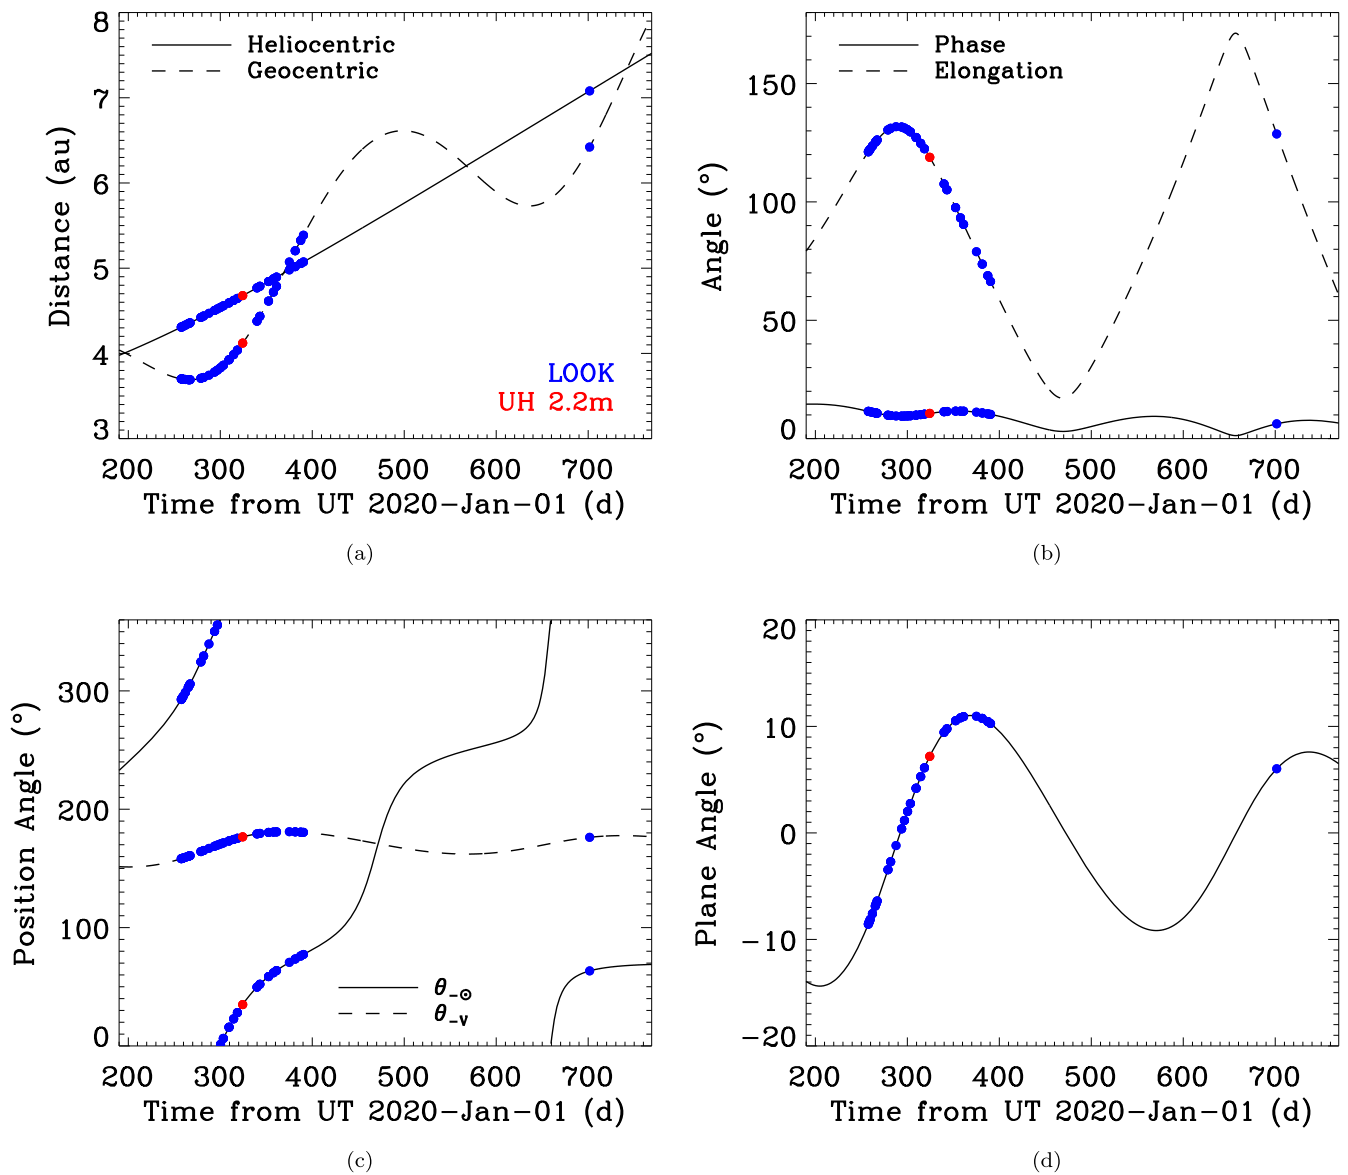 Heliocentric
Geocentric
LOOK
UH 2.2m
Distance (au)
8
7
6
5
4
3
200 300 400 500 600 700
Time from UT 2020-Jan-01 (d)
(a)
Phase
Elongation
Angle (°)
150
100
50
0
200 300 400 500 600 700
Time from UT 2020-Jan-01 (d)
(b)
Position Angle (°)
300
200
100
0
θ₋⊙
θ₋ᵥ
200 300 400 500 600 700
Time from UT 2020-Jan-01 (d)
(c)
Plane Angle (°)
20
10
0
−10
−20
200 300 400 500 600 700
Time from UT 2020-Jan-01 (d)
(d)